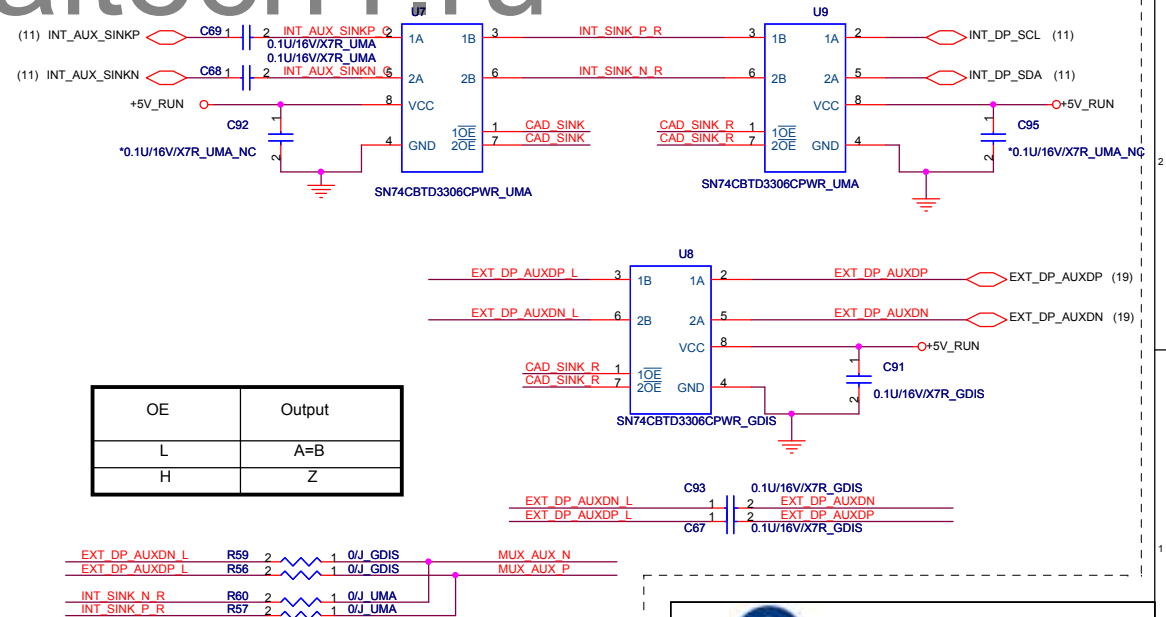 U7
U9
(11) INT_AUX_SINKP C69 1 2 INT_AUX_SINKP_C 2 1A 1B 3 INT_SINK_P_R 3 1B 1A 2 INT_DP_SCL (11)
0.1U/16V/X7R_UMA
0.1U/16V/X7R_UMA
(11) INT_AUX_SINKN C68 1 2 INT_AUX_SINKN_C 5 2A 2B 6 INT_SINK_N_R 6 2B 2A 5 INT_DP_SDA (11)
+5V_RUN 8 VCC VCC 8 +5V_RUN
C92 1 2
*0.1U/16V/X7R_UMA_NC
4 GND
1OE 1 CAD_SINK
2OE 7 CAD_SINK
CAD_SINK_R 1 1OE
CAD_SINK_R 7 2OE
GND 4
C95 1 2
*0.1U/16V/X7R_UMA_NC
SN74CBTD3306CPWR_UMA
SN74CBTD3306CPWR_UMA
2
U8
EXT_DP_AUXDP_L 3 1B 1A 2 EXT_DP_AUXDP EXT_DP_AUXDP (19)
EXT_DP_AUXDN_L 6 2B 2A 5 EXT_DP_AUXDN EXT_DP_AUXDN (19)
VCC 8 +5V_RUN
CAD_SINK_R 1 1OE
CAD_SINK_R 7 2OE GND 4
C91 1 2
0.1U/16V/X7R_GDIS
SN74CBTD3306CPWR_GDIS
OE Output
L A=B
H Z
C93 0.1U/16V/X7R_GDIS
EXT_DP_AUXDN_L 1 2 EXT_DP_AUXDN
EXT_DP_AUXDP_L 1 2 EXT_DP_AUXDP
C67 0.1U/16V/X7R_GDIS
EXT_DP_AUXDN_L R59 2 1 0/J_GDIS MUX_AUX_N
EXT_DP_AUXDP_L R56 2 1 0/J_GDIS MUX_AUX_P
1
INT_SINK_N_R R60 2 1 0/J_UMA
INT_SINK_P_R R57 2 1 0/J_UMA